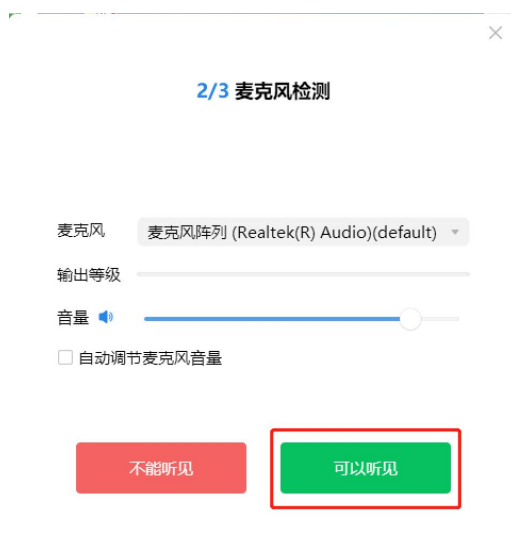 2/3 麦克风检测
麦克风 麦克风阵列 (Realtek(R) Audio)(default)
输出等级
音量
自动调节麦克风音量
不能听见 可以听见